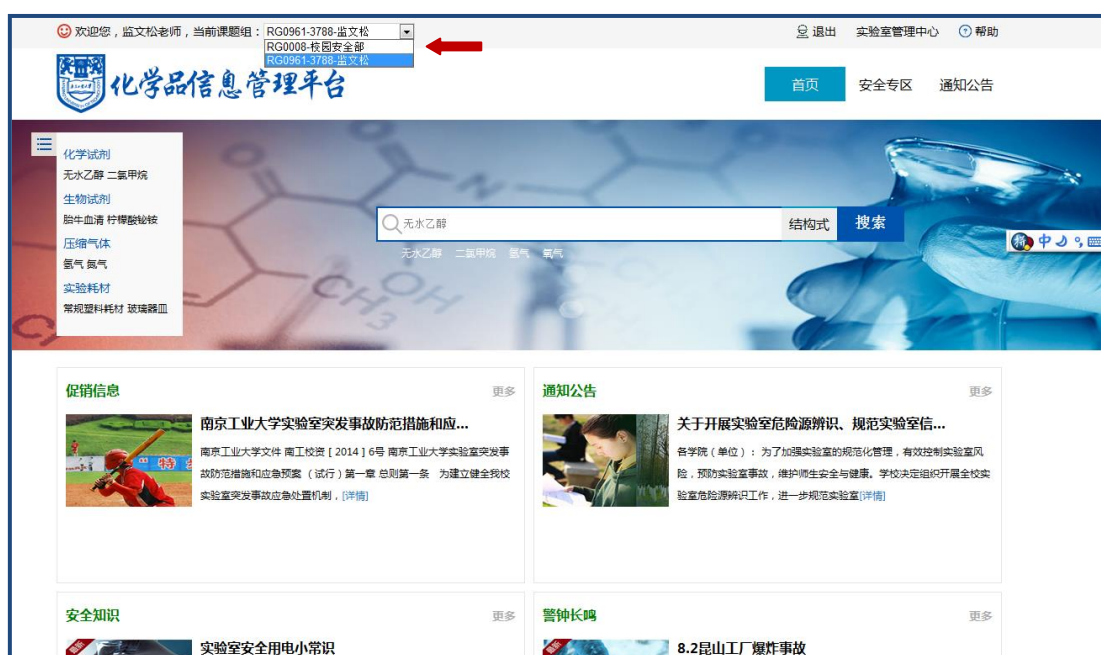 欢迎您，监文松老师，当前课题组：RG0961-3788-监文松
RG0008-校园安全部
RG0961-3788-监文松
退出 实验室管理中心 帮助
化学品信息管理平台
首页 安全专区 通知公告
化学试剂
无水乙醇 二氯甲烷
生物试剂
胎牛血清 柠檬酸铋铵
压缩气体
氩气 氮气
实验耗材
常规塑料耗材 玻璃器皿
无水乙醇 结构式 搜索
无水乙醇 二氯甲烷 氩气 氧气
N
CH3
OH
中
促销信息 更多
南京工业大学实验室突发事故防范措施和应...
南京工业大学文件 南工校资［2014］6号 南京工业大学实验室突发事
故防范措施和应急预案（试行）第一章 总则第一条 为建立健全我校
实验室突发事故应急处置机制，[详情]
通知公告 更多
关于开展实验室危险源辨识、规范实验室信...
各学院（单位）：为了加强实验室的规范化管理，有效控制实验室风
险，预防实验室事故，维护师生安全与健康。学校决定组织开展全校实
验室危险源辨识工作，进一步规范实验室[详情]
安全知识 更多
最新
实验室安全用电小常识
警钟长鸣 更多
最新
8.2昆山工厂爆炸事故